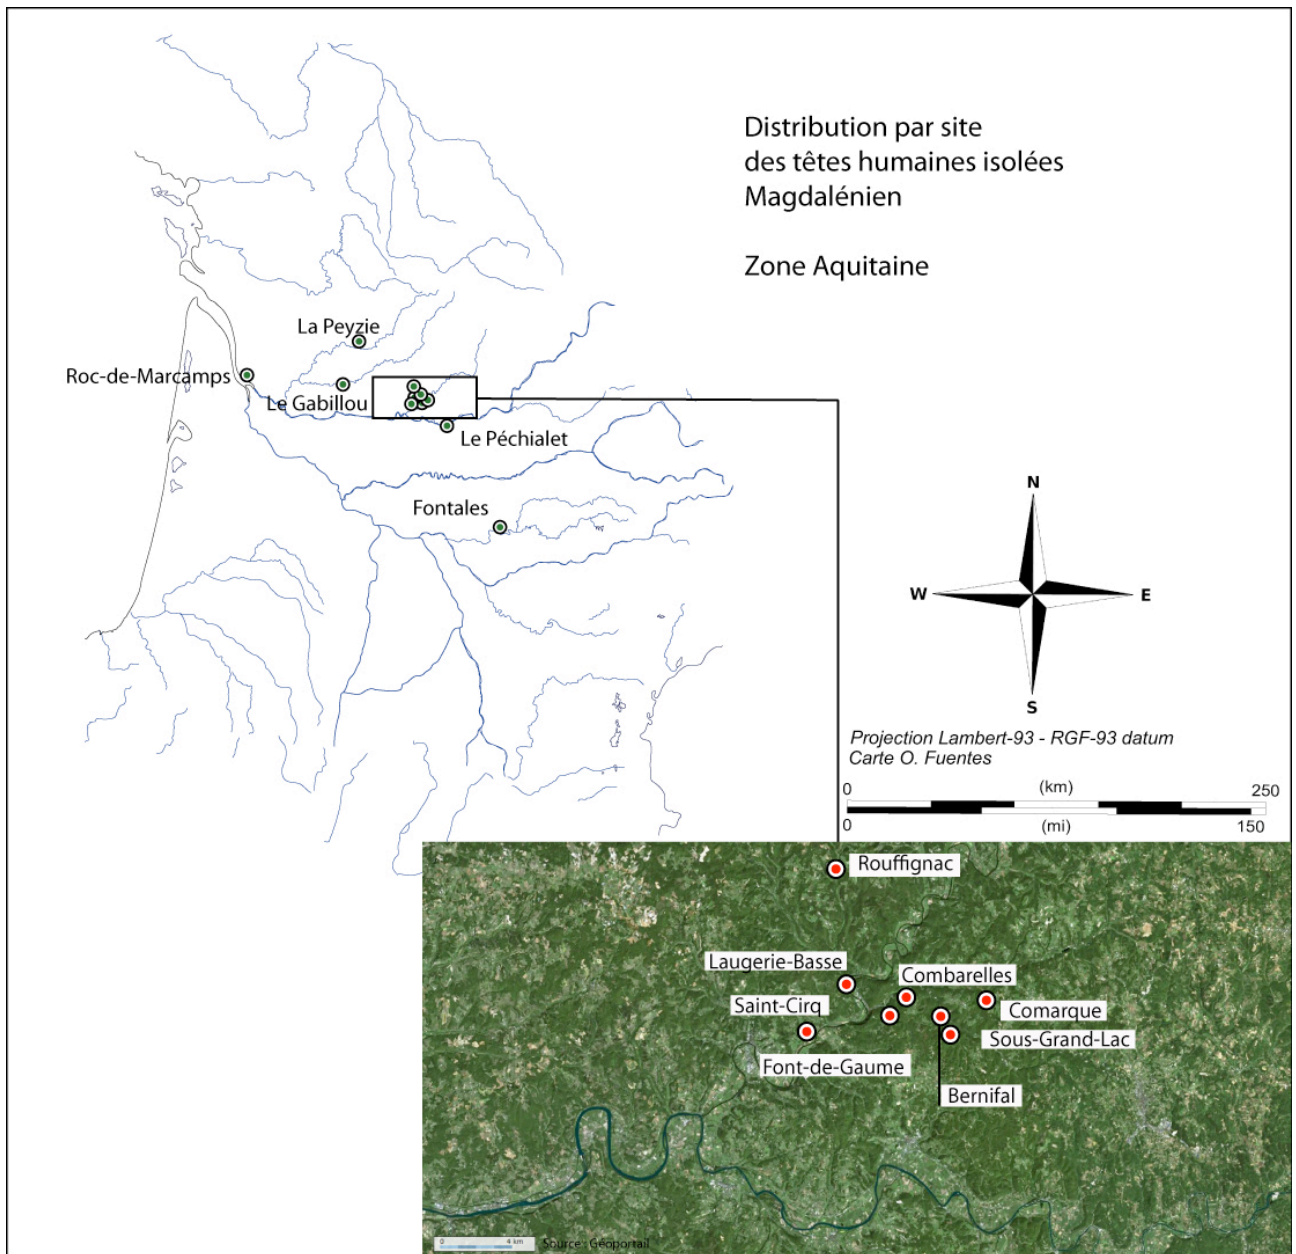 Distribution par site
des têtes humaines isolées
Magdalénien
Zone Aquitaine
La Peyzie
Roc-de-Marcamps
Le Gabillou
Le Péchialet
Fontales
N
W
E
S
Projection Lambert-93 - RGF-93 datum
Carte O. Fuentes
0 (km) 250
0 (mi) 150
Rouffignac
Laugerie-Basse
Combarelles
Saint-Cirq
Comarque
Sous-Grand-Lac
Font-de-Gaume
Bernifal
0 4 km
Source: Géoportail